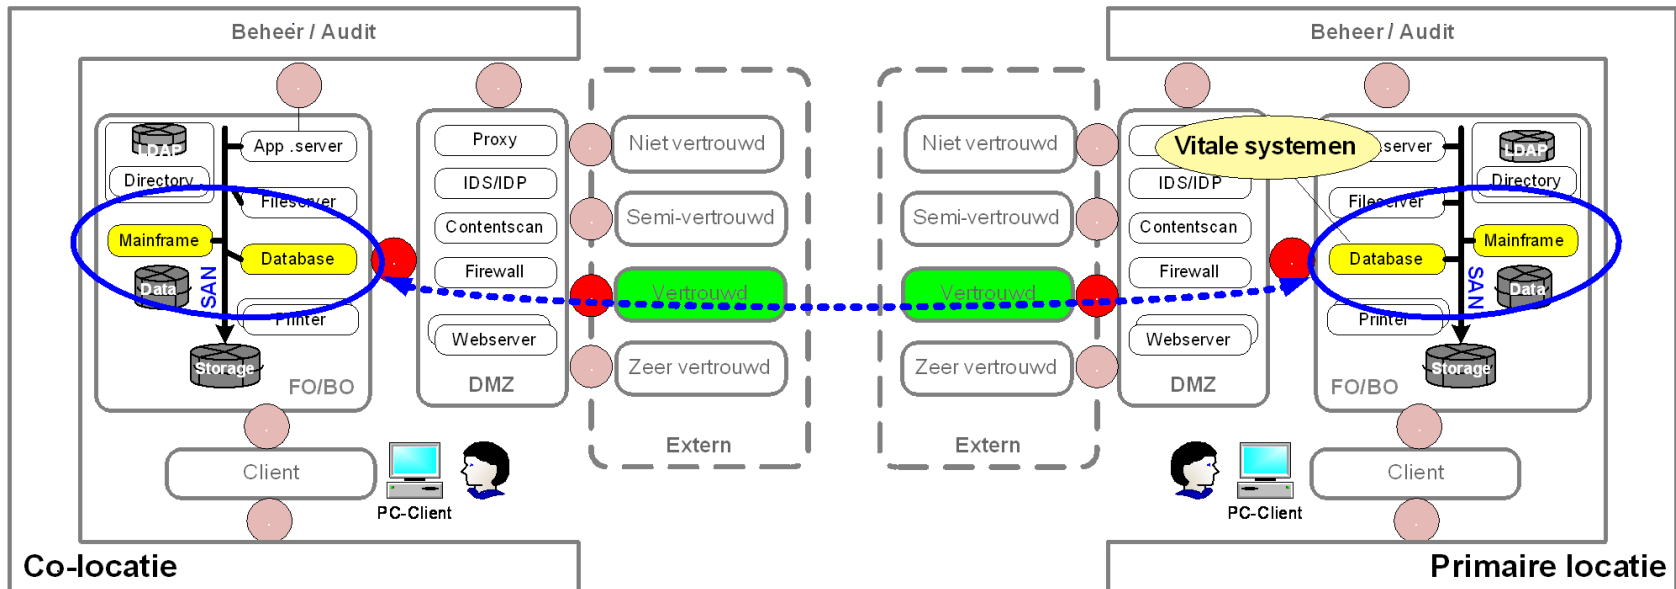 Beheer / Audit
LDAP
Directory
App .server
Fileserver
Mainframe
Database
Data
SAN
Printer
Storage
FO/BO
Proxy
IDS/IDP
Contentscan
Firewall
Webserver
DMZ
Niet vertrouwd
Semi-vertrouwd
Vertrouwd
Zeer vertrouwd
Extern
Client
PC-Client
Co-locatie
Beheer / Audit
Niet vertrouwd
Semi-vertrouwd
Vertrouwd
Zeer vertrouwd
Extern
Vitale systemen
IDS/IDP
Contentscan
Firewall
Webserver
DMZ
.server
LDAP
Directory
Fileserver
Mainframe
Database
Data
SAN
Printer
Storage
FO/BO
Client
PC-Client
Primaire locatie